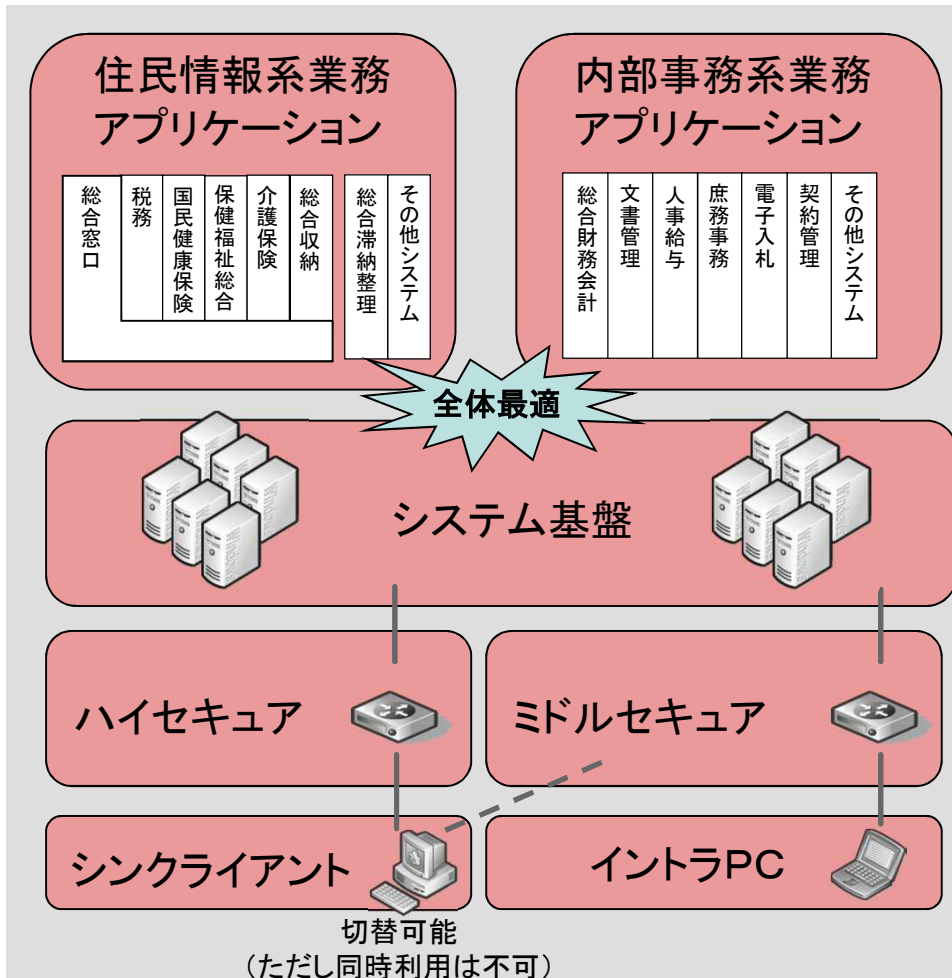 住民情報系業務
アプリケーション
総合窓口
税務
国民健康保険
保健福祉総合
介護保険
総合収納
総合滞納整理
その他システム
内部事務系業務
アプリケーション
総合財務会計
文書管理
人事給与
庶務事務
電子入札
契約管理
その他システム
全体最適
システム基盤
ハイセキュア
ミドルセキュア
シンクライアント
イントラPC
切替可能
（ただし同時利用は不可）